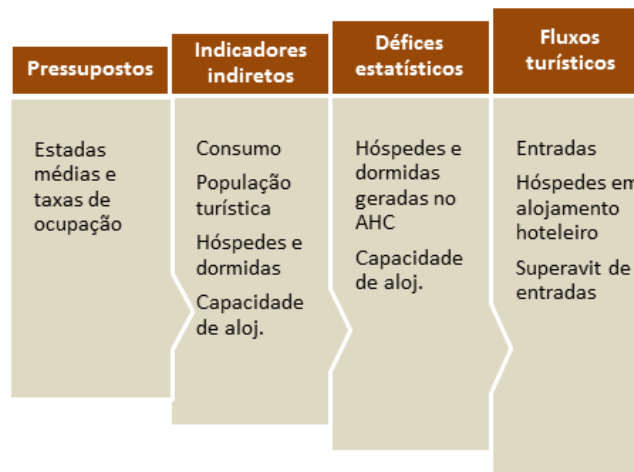 Pressupostos
Estadas
médias e
taxas de
ocupação
Indicadores
indiretos
Consumo
População
turística
Hóspedes e
dormidas
Capacidade
de aloj.
Défices
estatísticos
Hóspedes e
dormidas
geradas no
AHC
Capacidade
de aloj.
Fluxos
turísticos
Entradas
Hóspedes em
alojamento
hoteleiro
Superavit de
entradas